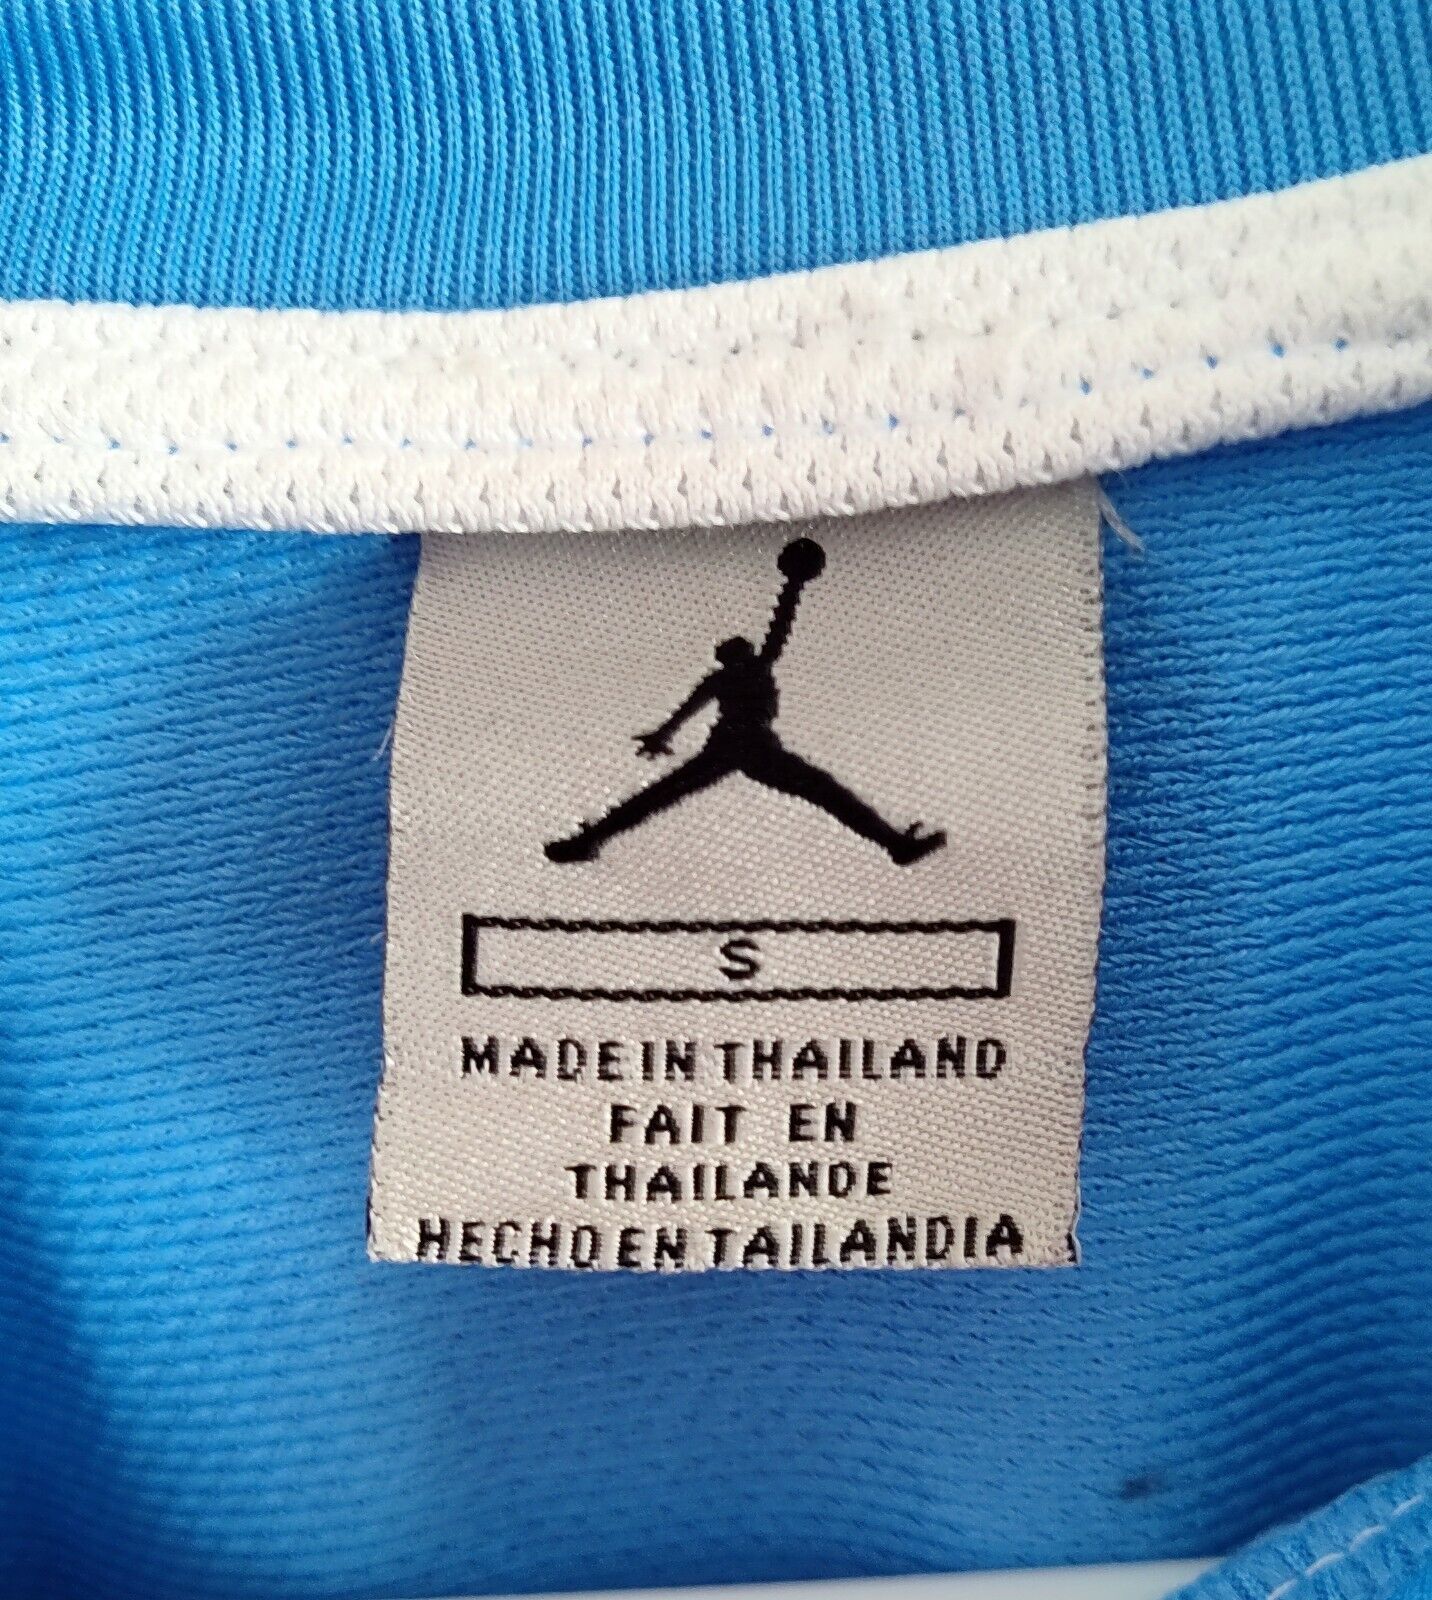 S
MADE IN THAILAND
FAIT EN
THAILANDE
HECHO EN TAILANDIA